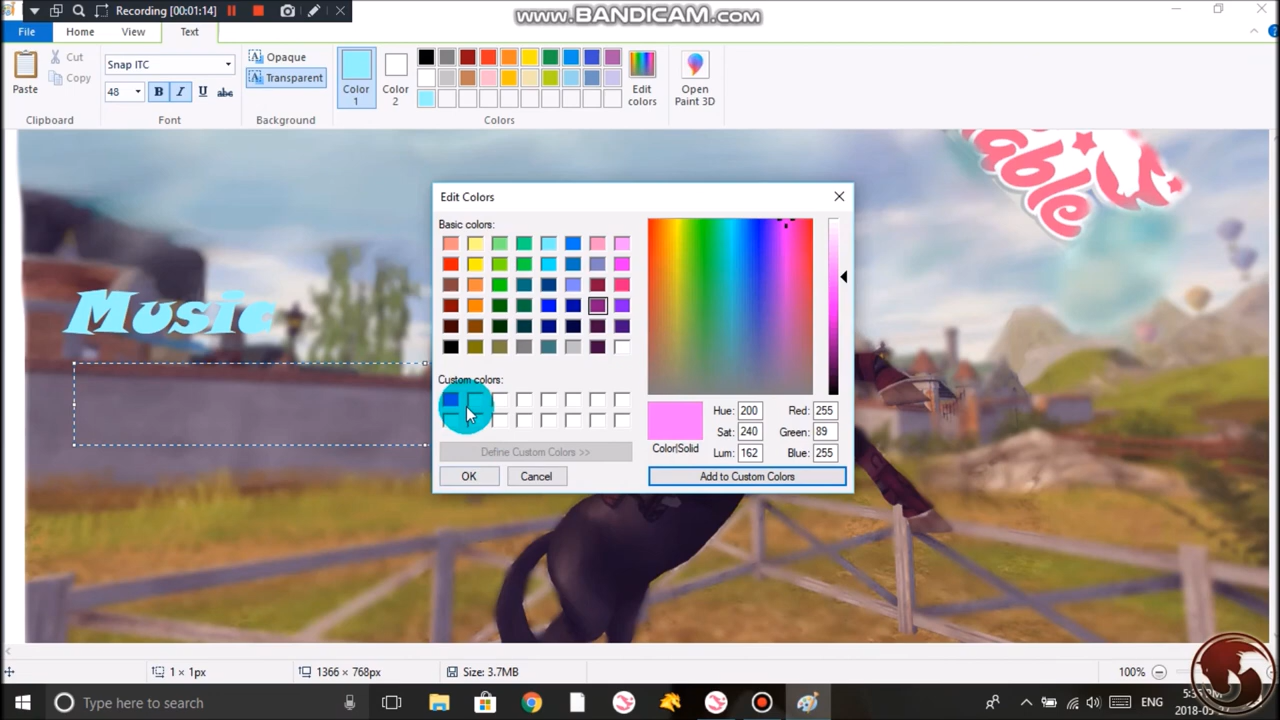 Recording [00:01:14]
www.BANDICAM.com
File Home View Text
Paste
Cut
Copy
Clipboard
Snap ITC
48 B I U abc
Font
Opaque
Transparent
Background
Color 1
Color 2
Edit colors
Colors
Open Paint 3D
able
Music
Edit Colors
Basic colors:
Custom colors:
Define Custom Colors >>
OK Cancel
Color|Solid
Hue: 200 Red: 255
Sat: 240 Green: 89
Lum: 162 Blue: 255
Add to Custom Colors
1 × 1px 1366 × 768px Size: 3.7MB 100%
Type here to search
ENG